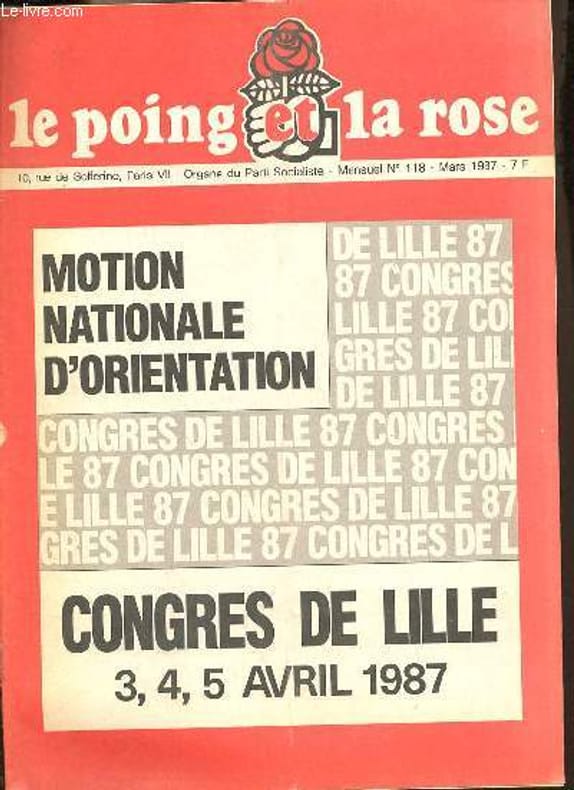 Le-livre.com
le poing et la rose
10, rue de Solférino, Paris VII - Organe du Parti Socialiste - Mensuel N° 118 - Mars 1987 - 7 F
MOTION
NATIONALE
D'ORIENTATION
DE LILLE 87
87 CONGRES
LILLE 87 CO
GRES DE LIL
DE LILLE 87
CONGRES DE LILLE 87 CONGRES
LE 87 CONGRES DE LILLE 87 CON
E LILLE 87 CONGRES DE LILLE 87
GRES DE LILLE 87 CONGRES DE L
CONGRES DE LILLE
3, 4, 5 AVRIL 1987